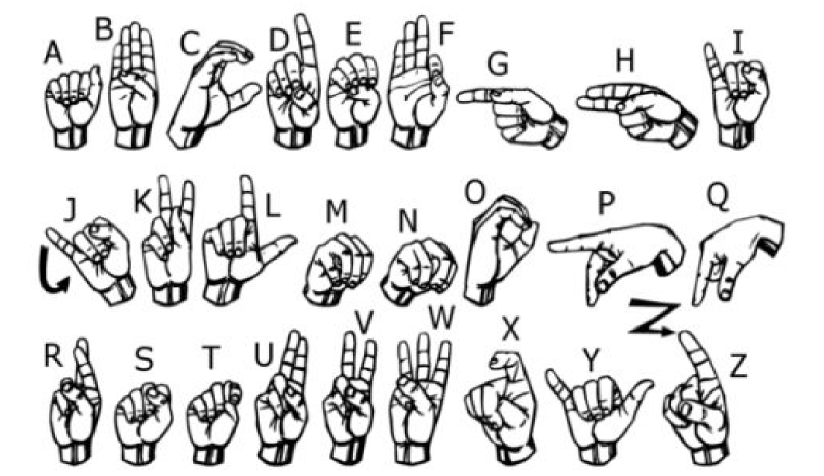 A B C D E F G H I
J K L M N O P Q
R S T U V W X Y Z